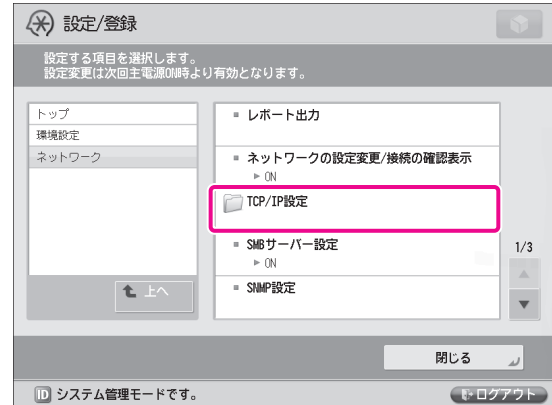 設定/登録
設定する項目を選択します。
設定変更は次回主電源ON時より有効となります。
トップ
環境設定
ネットワーク
上へ
レポート出力
ネットワークの設定変更/接続の確認表示
► ON
TCP/IP設定
SMBサーバー設定
► ON
SNMP設定
1/3
閉じる
ID システム管理モードです。
ログアウト